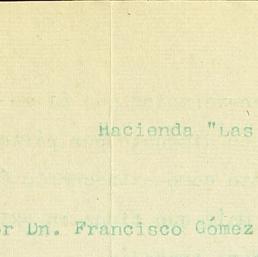 Hacienda "Las
r Dn. Francisco Gómez